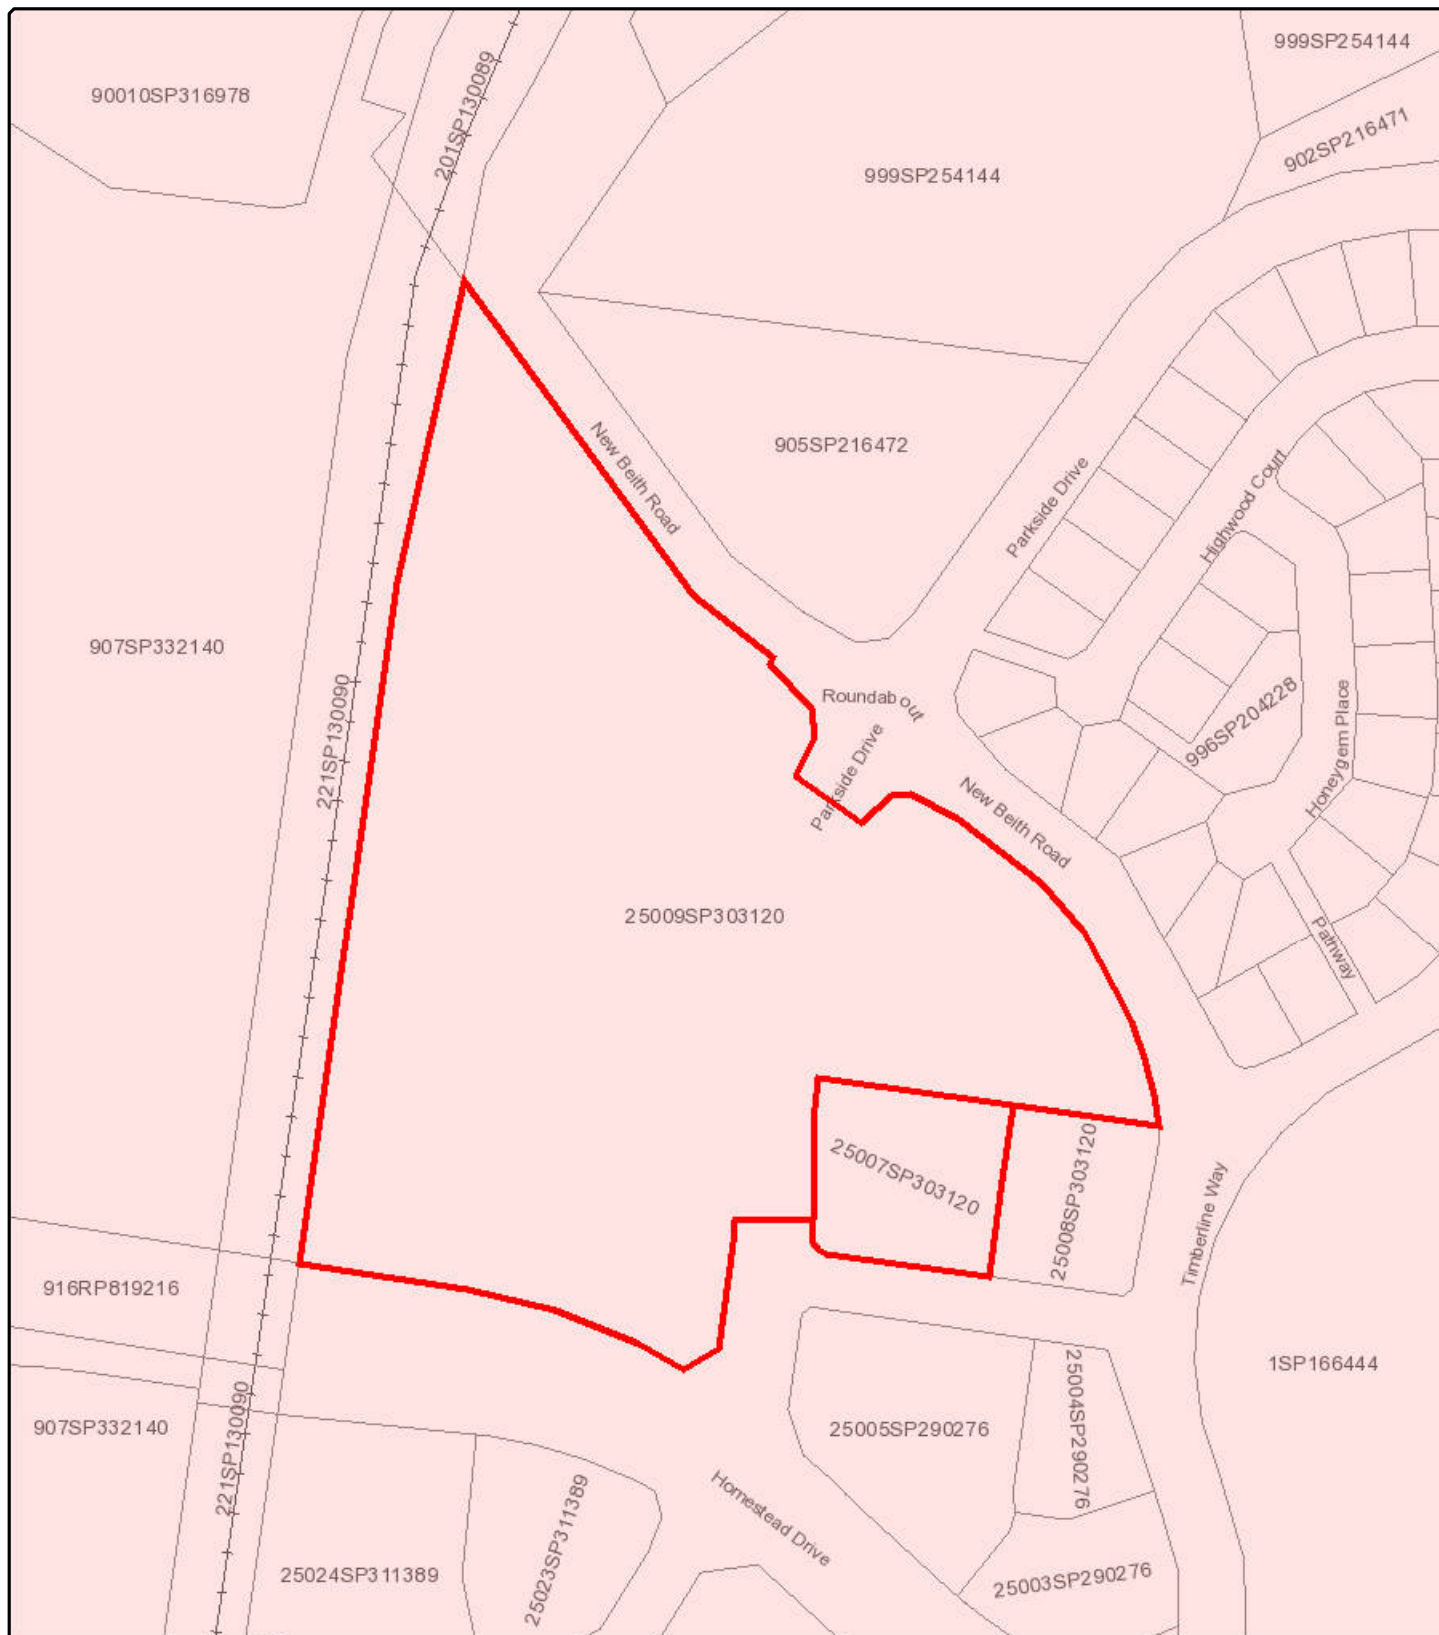 999SP254144
90010SP316978
201SP130089
902SP216471
999SP254144
905SP216472
New Beith Road
Parkside Drive
Highwood Court
907SP332140
221SP130090
Roundabout
Parkside Drive
996SP204228
Honeygem Place
New Beith Road
25009SP303120
Pathway
25007SP303120
25008SP303120
Timberline Way
916RP819216
1SP166444
25004SP290276
907SP332140
221SP130090
25005SP290276
Homestead Drive
25023SP311389
25024SP311389
25003SP290276